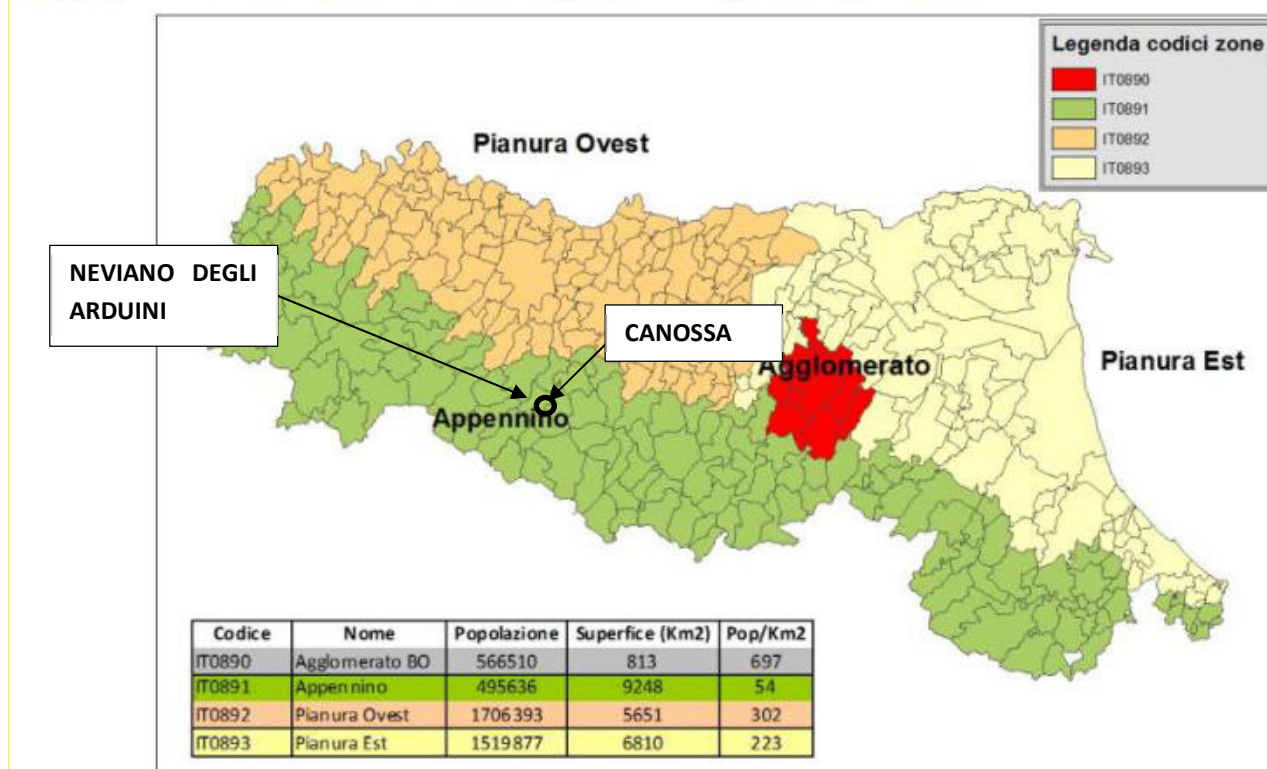 Legenda codici zone
IT0890
IT0891
IT0892
IT0893
Pianura Ovest
NEVIANO DEGLI
ARDUINI
CANOSSA
Agglomerato
Pianura Est
Appennino
Codice Nome Popolazione Superfice (Km2) Pop/Km2
IT0890 Agglomerato BO 566510 813 697
IT0891 Appennino 495636 9248 54
IT0892 Pianura Ovest 1706393 5651 302
IT0893 Pianura Est 1519877 6810 223